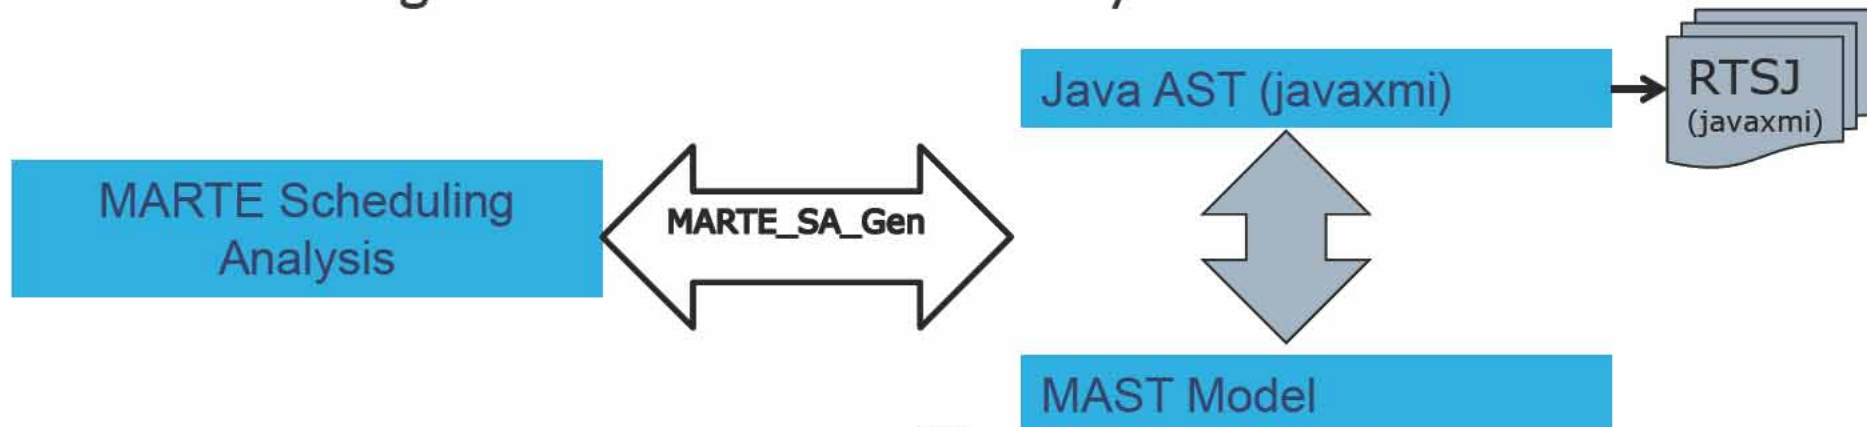 Java AST (javaxmi)
RTSJ
(javaxmi)
MARTE Scheduling
Analysis
MARTE_SA_Gen
MAST Model